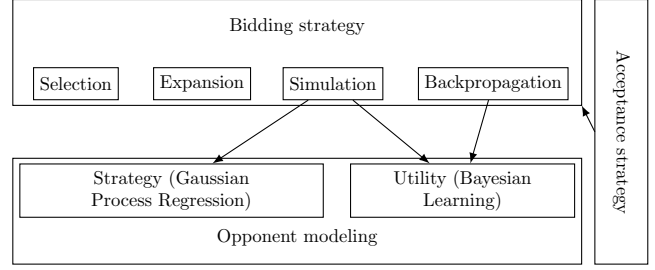 Bidding strategy
Selection
Expansion
Simulation
Backpropagation
Acceptance strategy
Strategy (Gaussian
Process Regression)
Utility (Bayesian
Learning)
Opponent modeling